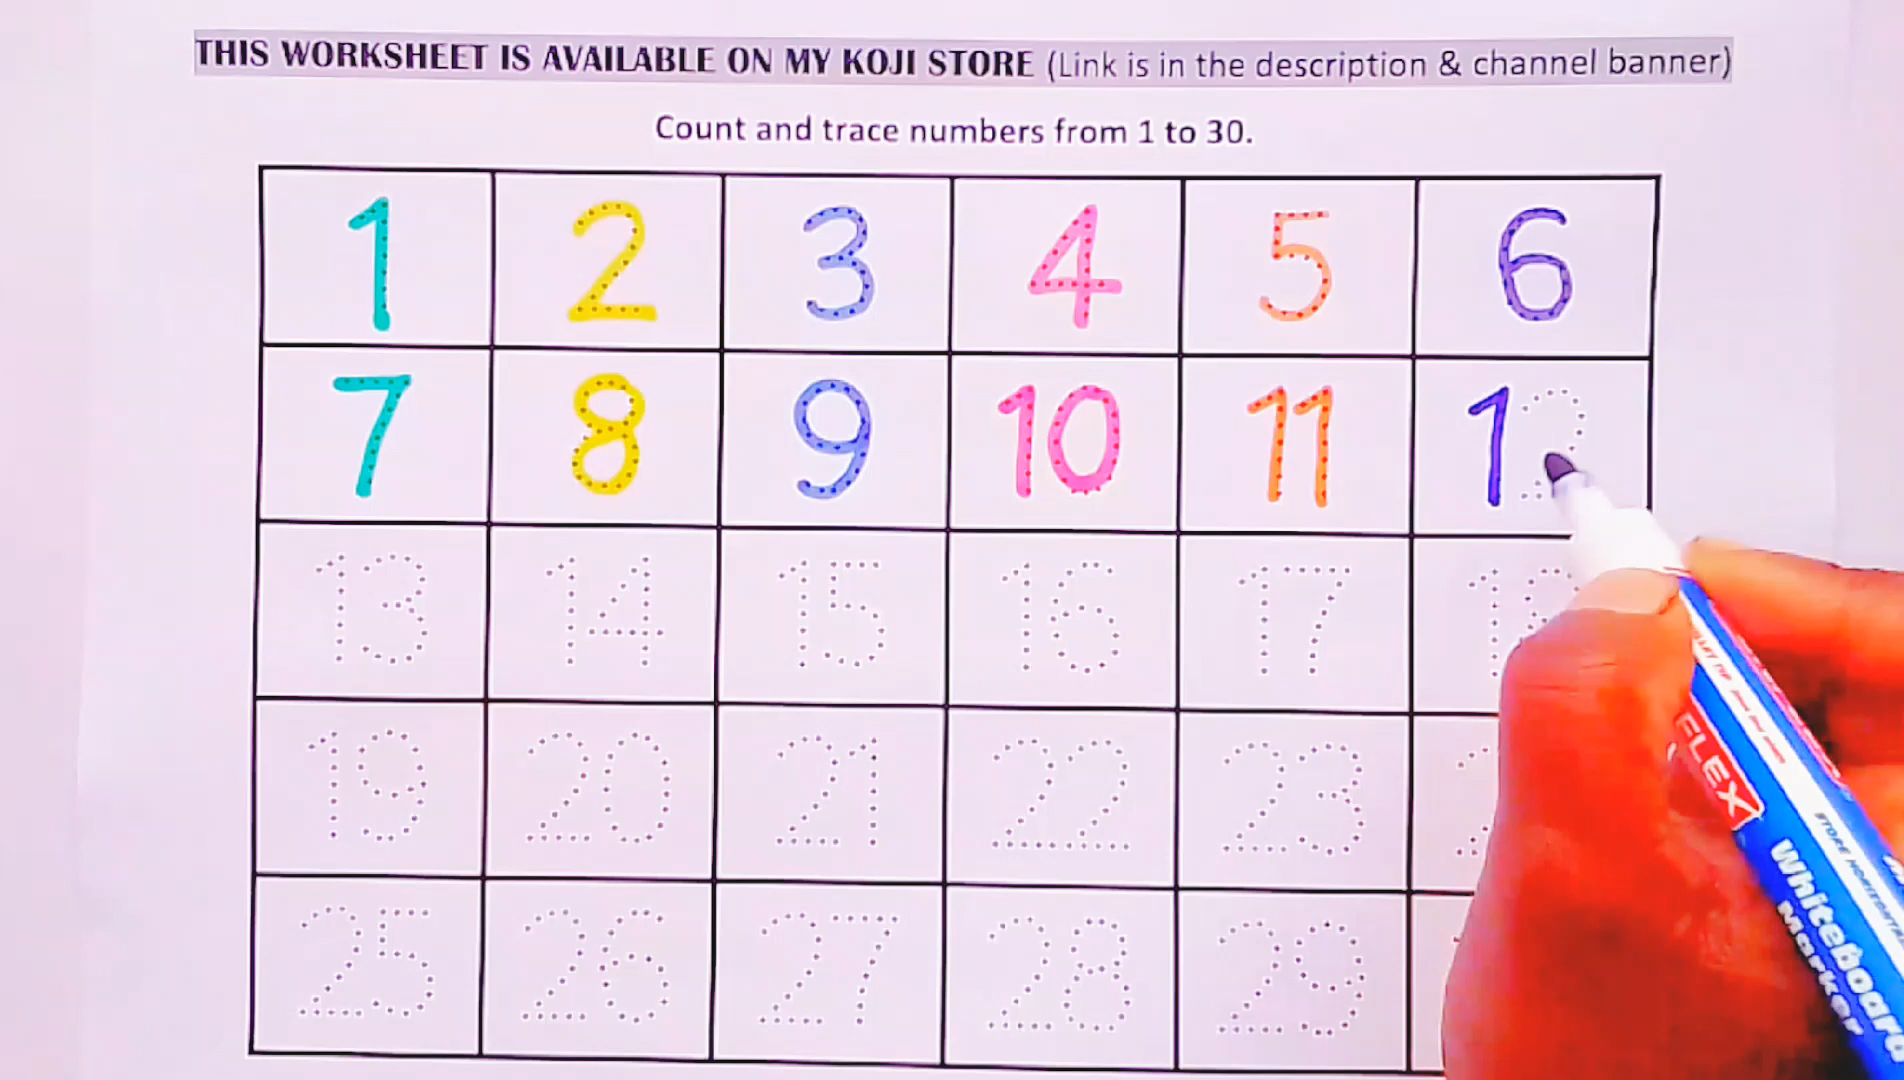 THIS WORKSHEET IS AVAILABLE ON MY KOJI STORE (Link is in the description & channel banner)
Count and trace numbers from 1 to 30.
1 2 3 4 5 6
7 8 9 10 11 12
13 14 15 16 17 18
19 20 21 22 23
25 26 27 28 29
FLEX
Whiteboard
Marker